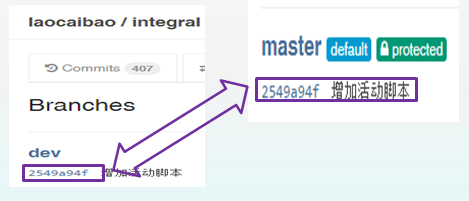 laocaibao / integral
Commits 407
Branches
dev
2549a94f 增加活动脚本
master default protected
2549a94f 增加活动脚本